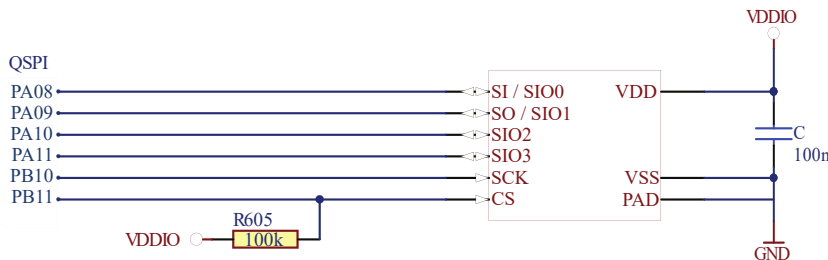 VDDIO
QSPI
PA08 SI / SIO0 VDD
PA09 SO / SIO1
PA10 SIO2 C
PA11 SIO3 100n
PB10 SCK VSS
PB11 CS PAD
R605
VDDIO 100k
GND